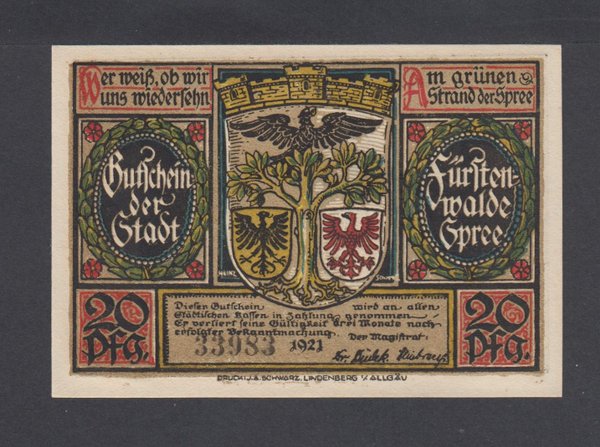 Wer weiß, ob wir
uns wiedersehn
Am grünen
Strand der Spree
Gutschein
der
Stadt
Fürsten-
walde
Spree
HEINZ
20
Pfg.
Dieser Gutschein wird an allen
Städtischen Kassen in Zahlung genommen.
Er verliert seine Gültigkeit drei Monate nach
erfolgter Bekanntmachung. Der Magistrat
33983 1921
20
Pfg.
DRUCK: J.A. SCHWARZ, LINDENBERG I/ ALLGÄU